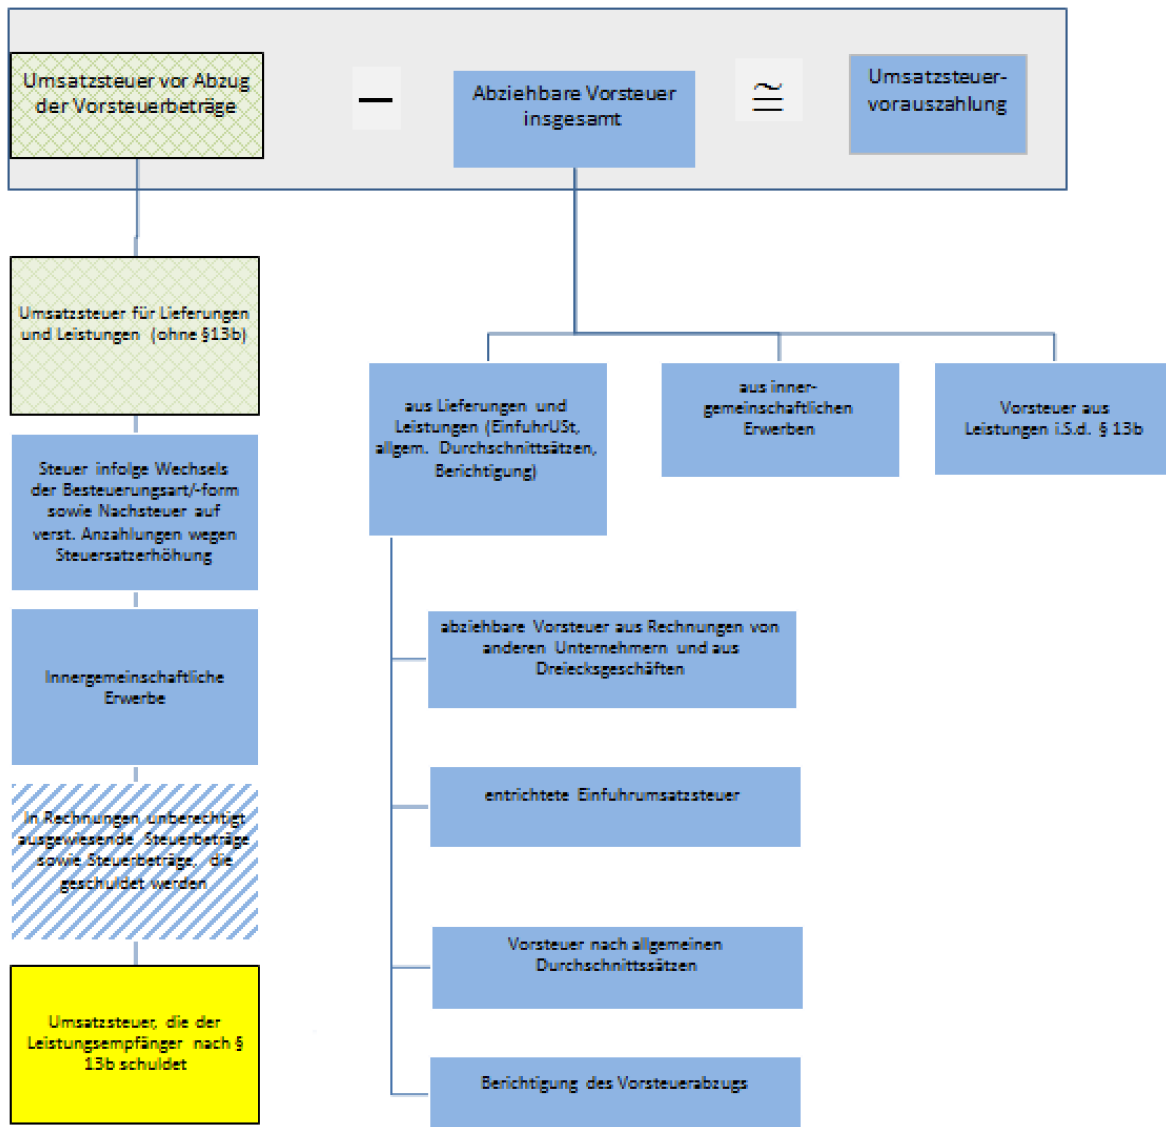 Umsatzsteuer vor Abzug
der Vorsteuerbeträge
—
Abziehbare Vorsteuer
insgesamt
≅
Umsatzsteuer-
vorauszahlung
Umsatzsteuer für Lieferungen
und Leistungen (ohne §13b)
Steuer infolge Wechsels
der Besteuerungsart/-form
sowie Nachsteuer auf
verst. Anzahlungen wegen
Steuersatzerhöhung
Innergemeinschaftliche
Erwerbe
In Rechnungen unberechtigt
ausgewiesende Steuerbeträge
sowie Steuerbeträge, die
geschuldet werden
Umsatzsteuer, die der
Leistungsempfänger nach §
13b schuldet
aus Lieferungen und
Leistungen (EinfuhrUSt,
allgem. Durchschnittsätzen,
Berichtigung)
aus inner-
gemeinschaftlichen
Erwerben
Vorsteuer aus
Leistungen i.S.d. § 13b
abziehbare Vorsteuer aus Rechnungen von
anderen Unternehmern und aus
Dreiecksgeschäften
entrichtete Einfuhrumsatzsteuer
Vorsteuer nach allgemeinen
Durchschnittssätzen
Berichtigung des Vorsteuerabzugs